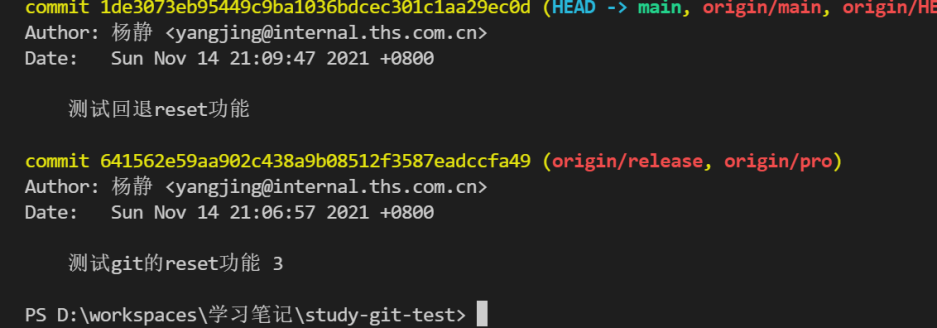 commit 1de3073eb95449c9ba1036bdcec301c1aa29ec0d (HEAD -> main, origin/main, origin/HE
Author: 杨静 <yangjing@internal.ths.com.cn>
Date:   Sun Nov 14 21:09:47 2021 +0800
测试回退reset功能
commit 641562e59aa902c438a9b08512f3587eadccfa49 (origin/release, origin/pro)
Author: 杨静 <yangjing@internal.ths.com.cn>
Date:   Sun Nov 14 21:06:57 2021 +0800
测试git的reset功能 3
PS D:\workspaces\学习笔记\study-git-test>